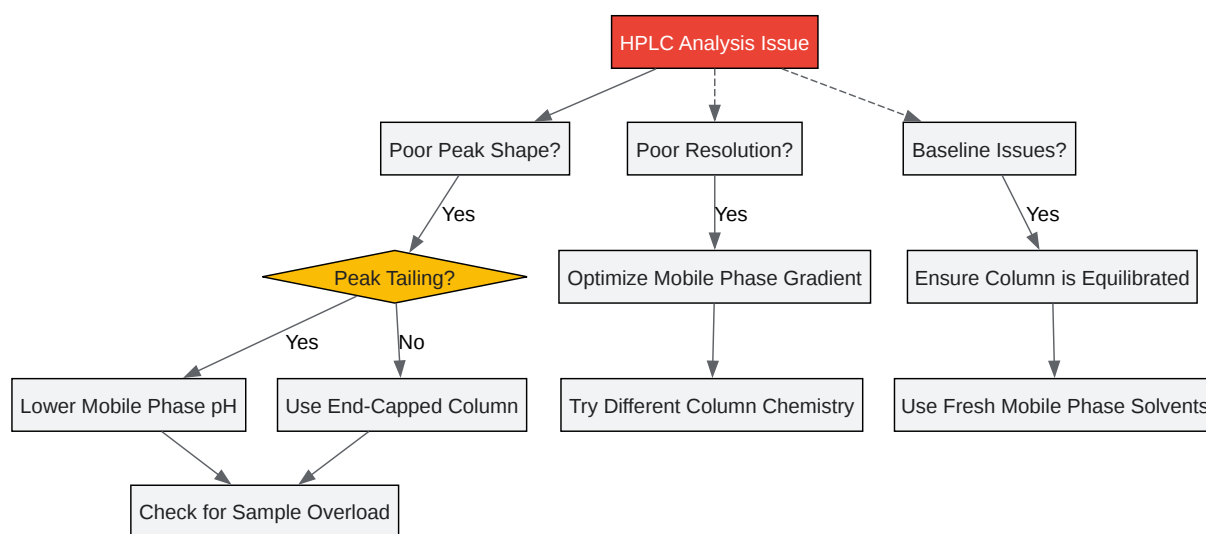 HPLC Analysis Issue
Poor Peak Shape?
Poor Resolution?
Baseline Issues?
Yes
Yes
Yes
Peak Tailing?
Optimize Mobile Phase Gradient
Ensure Column is Equilibrated
Yes
No
Lower Mobile Phase pH
Use End-Capped Column
Try Different Column Chemistry
Use Fresh Mobile Phase Solvents
Check for Sample Overload